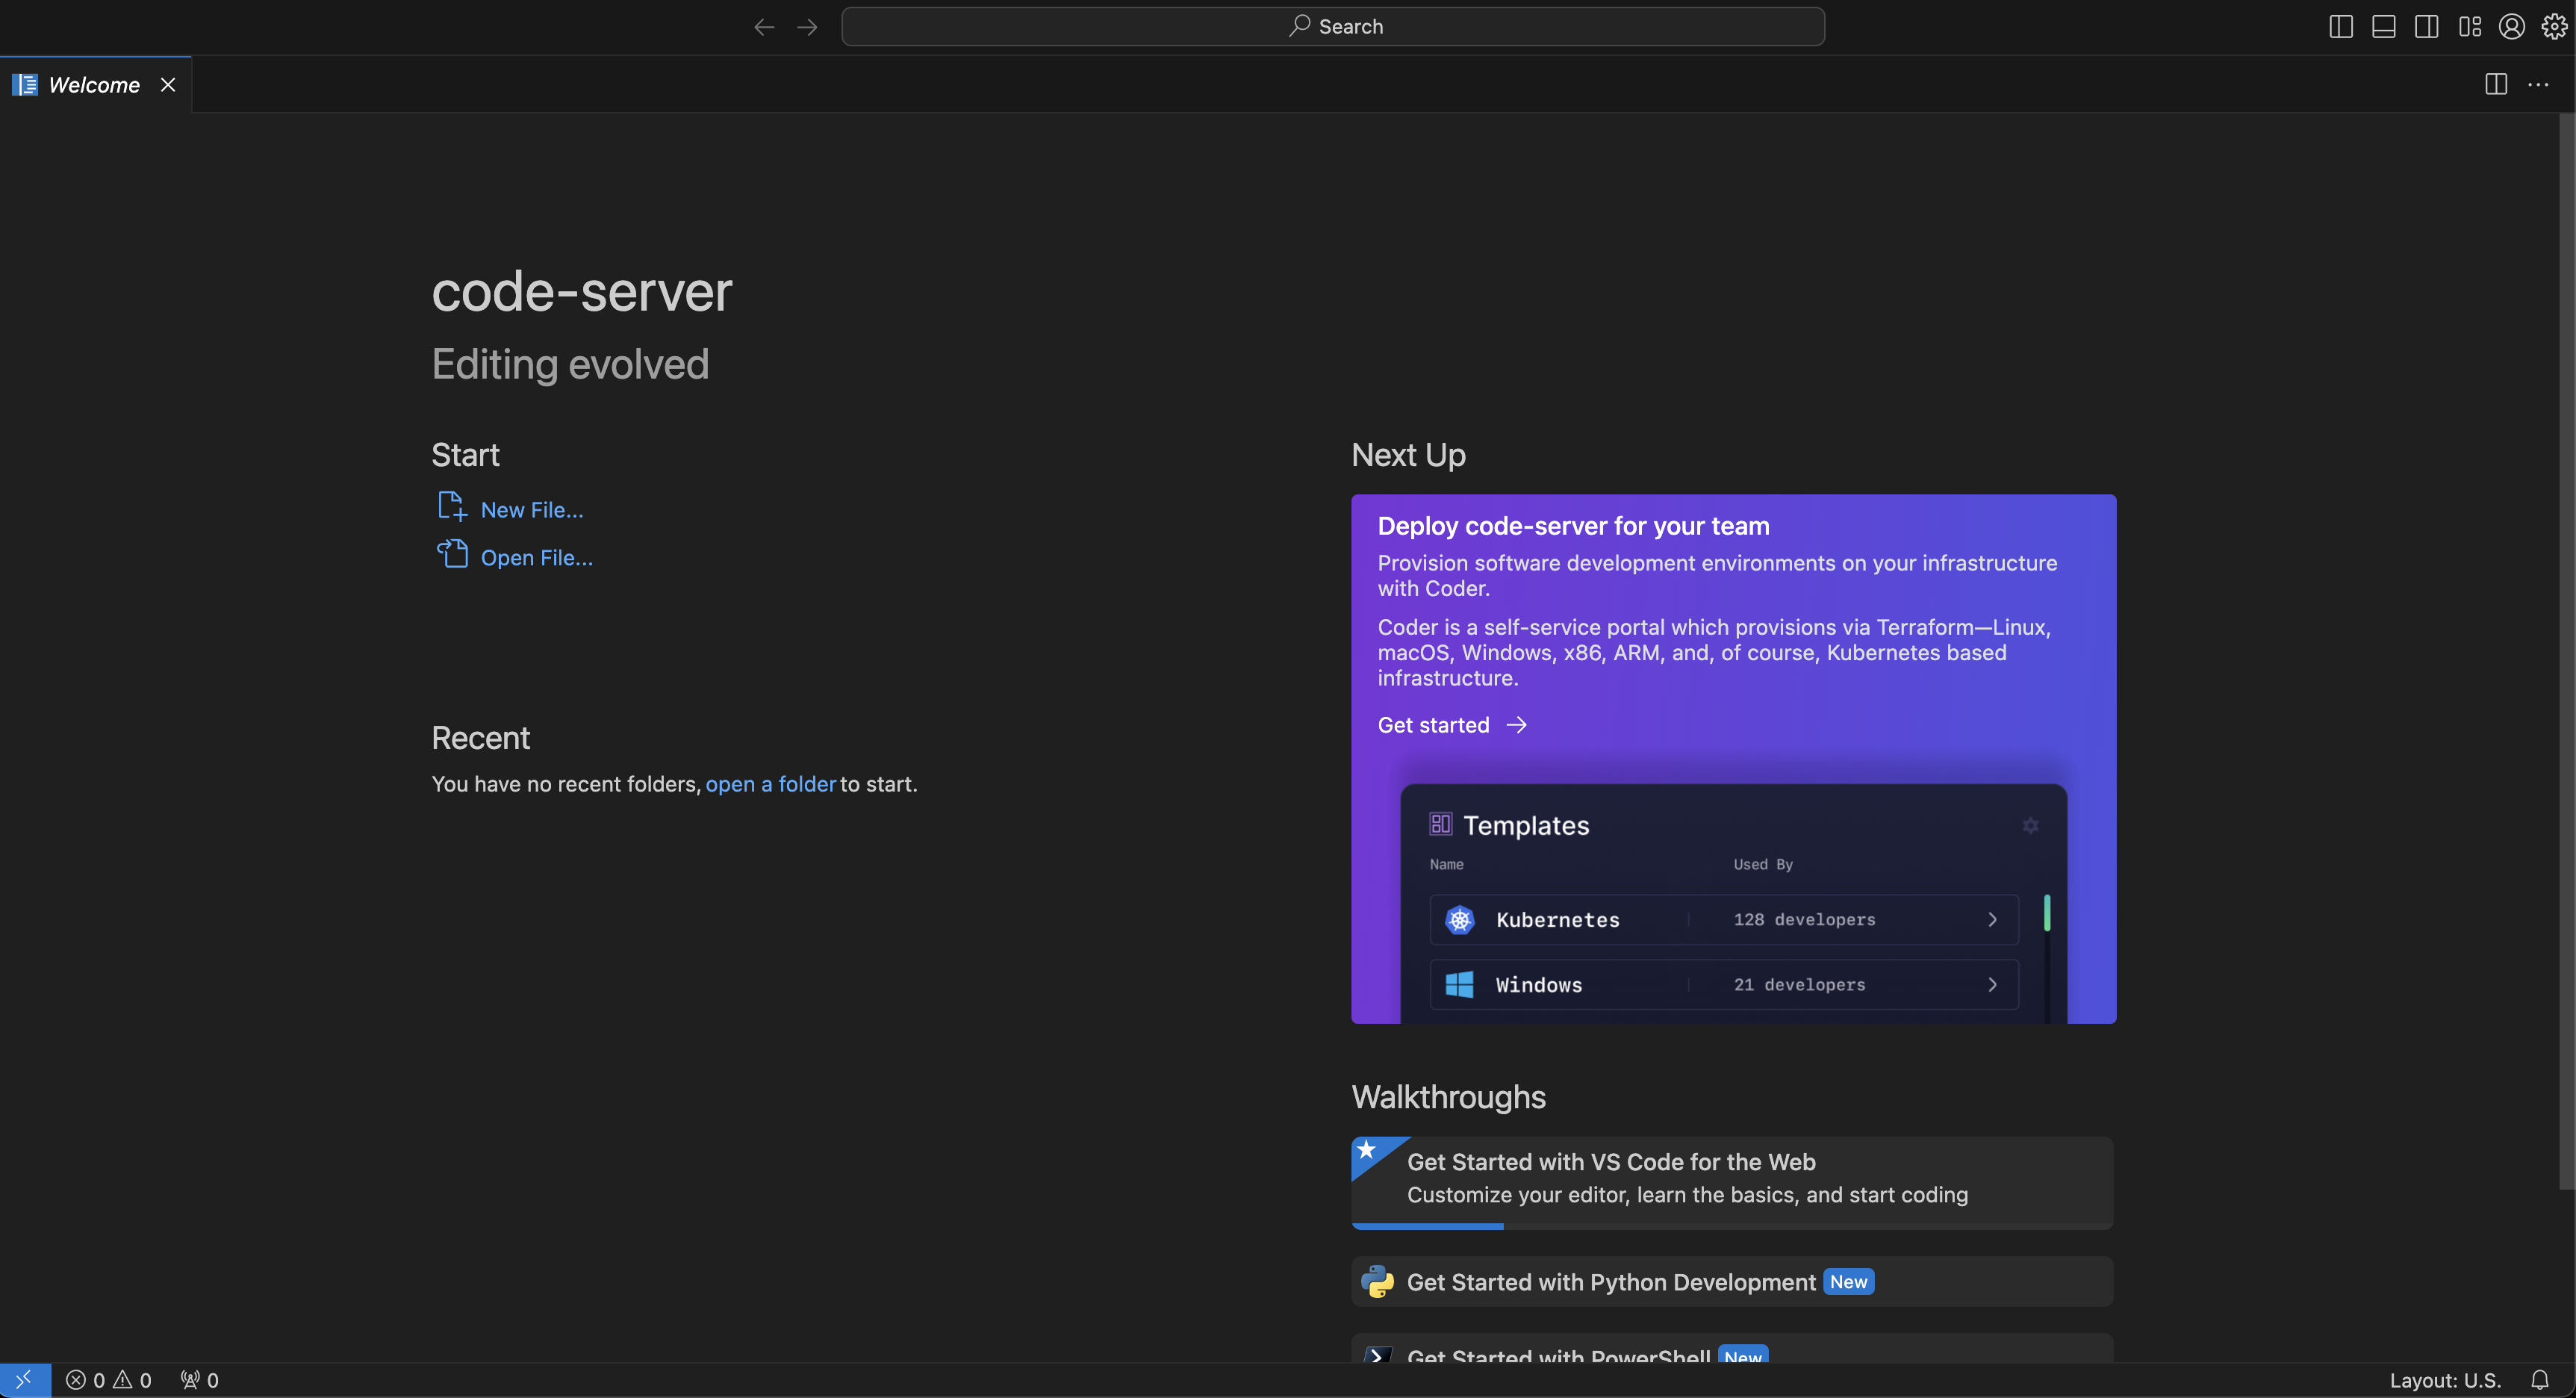 Search
Welcome
code-server
Editing evolved
Start
New File...
Open File...
Recent
You have no recent folders, open a folder to start.
Next Up
Deploy code-server for your team
Provision software development environments on your infrastructure
with Coder.
Coder is a self-service portal which provisions via Terraform—Linux,
macOS, Windows, x86, ARM, and, of course, Kubernetes based
infrastructure.
Get started
Templates
Name Used By
Kubernetes 128 developers
Windows 21 developers
Walkthroughs
Get Started with VS Code for the Web
Customize your editor, learn the basics, and start coding
Get Started with Python Development New
Get Started with PowerShell New
0 0 0
Layout: U.S.